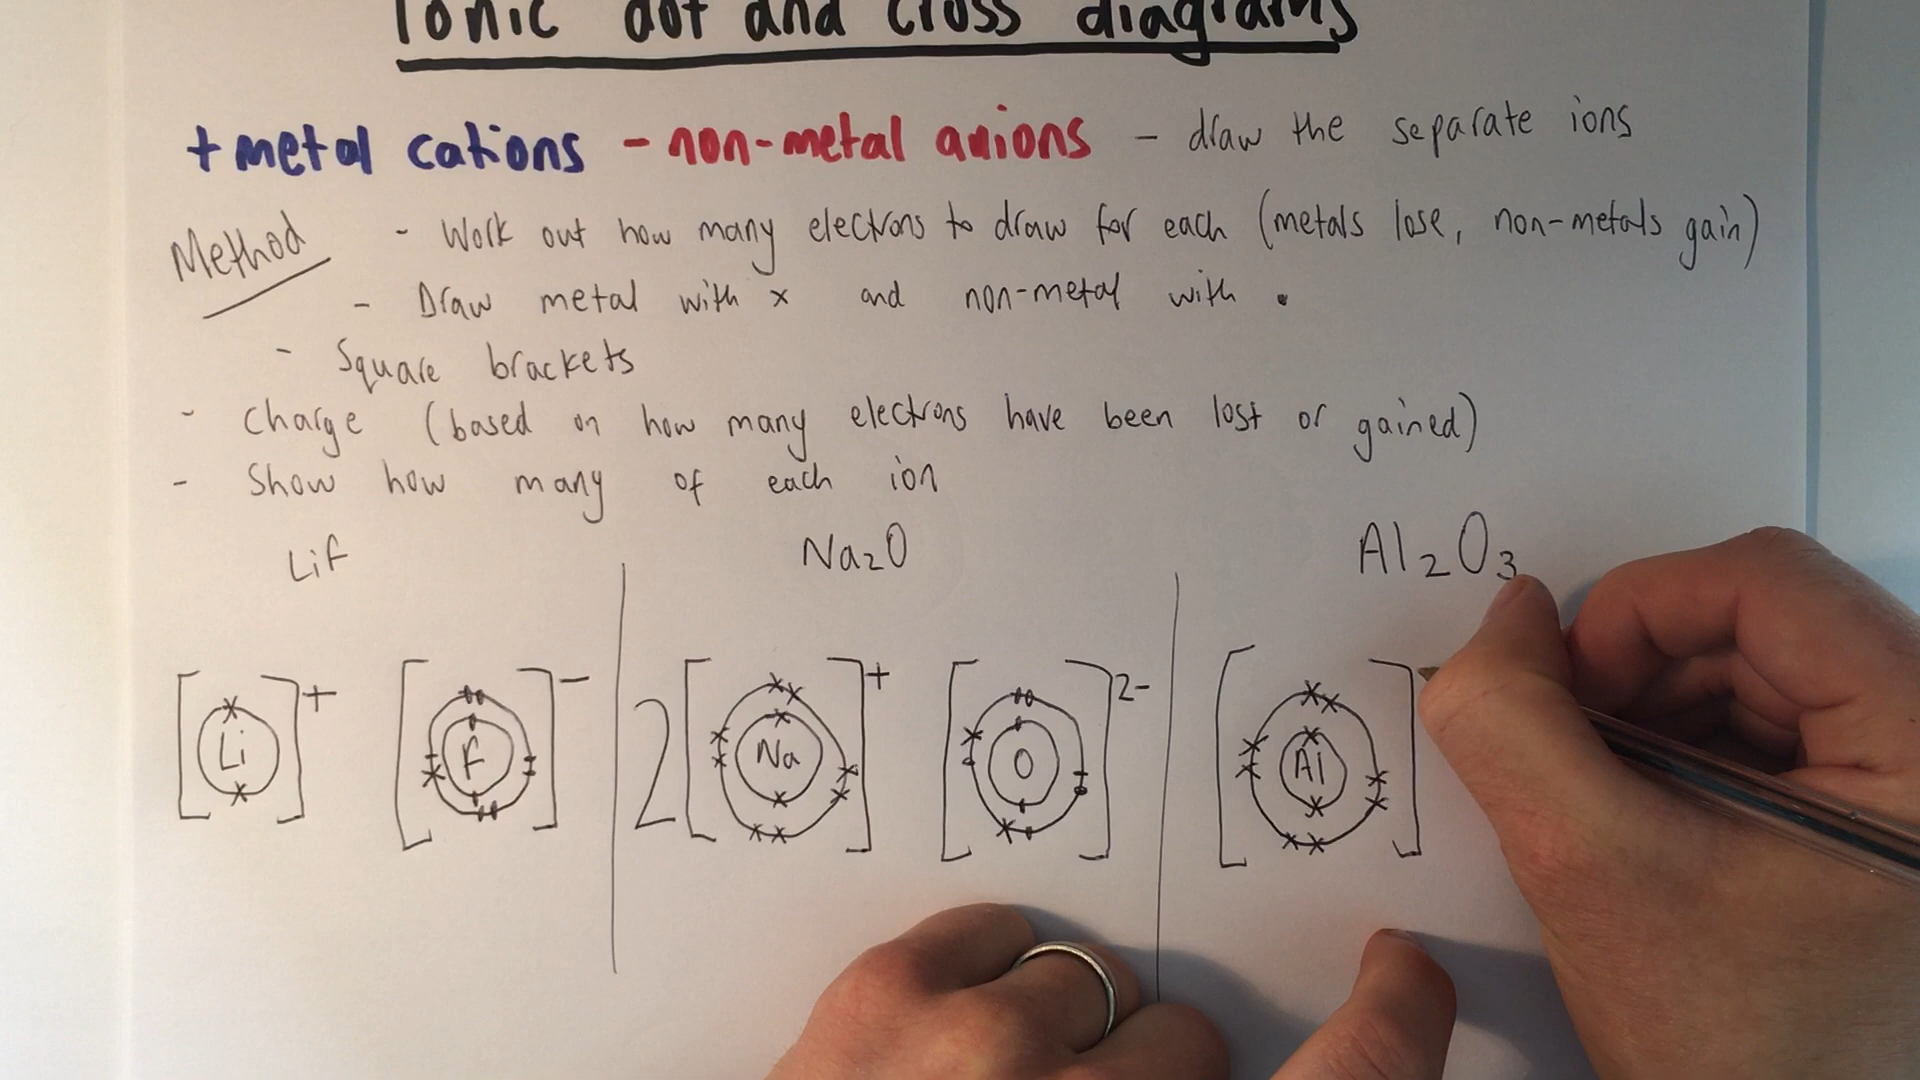 Ionic dot and cross diagrams
+ metal cations - non-metal anions - draw the separate ions
Method - Work out how many electrons to draw for each (metals lose, non-metals gain)
- Draw metal with x and non-metal with •
- Square brackets
- Charge (based on how many electrons have been lost or gained)
- Show how many of each ion
LiF Na₂O Al₂O₃
[Li]+ [F]- 2[Na]+ [O]2- [Al]